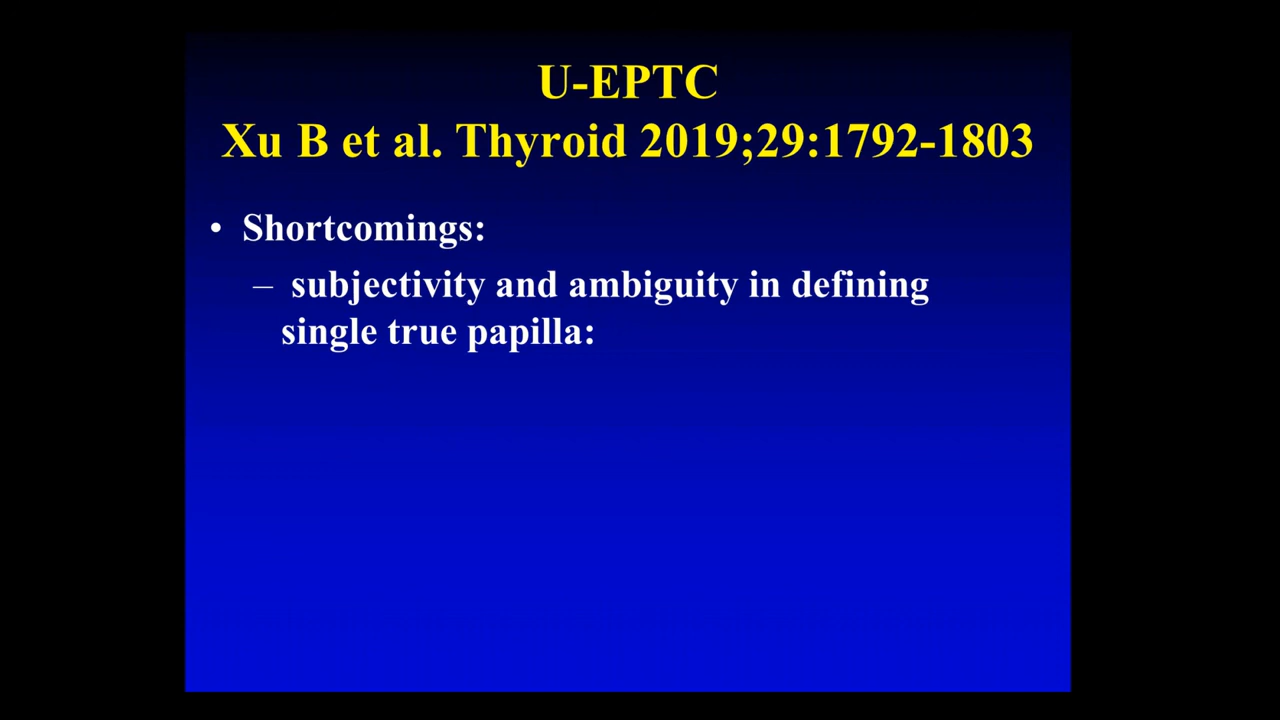 U-EPTC
Xu B et al. Thyroid 2019;29:1792-1803
• Shortcomings:
– subjectivity and ambiguity in defining
single true papilla: